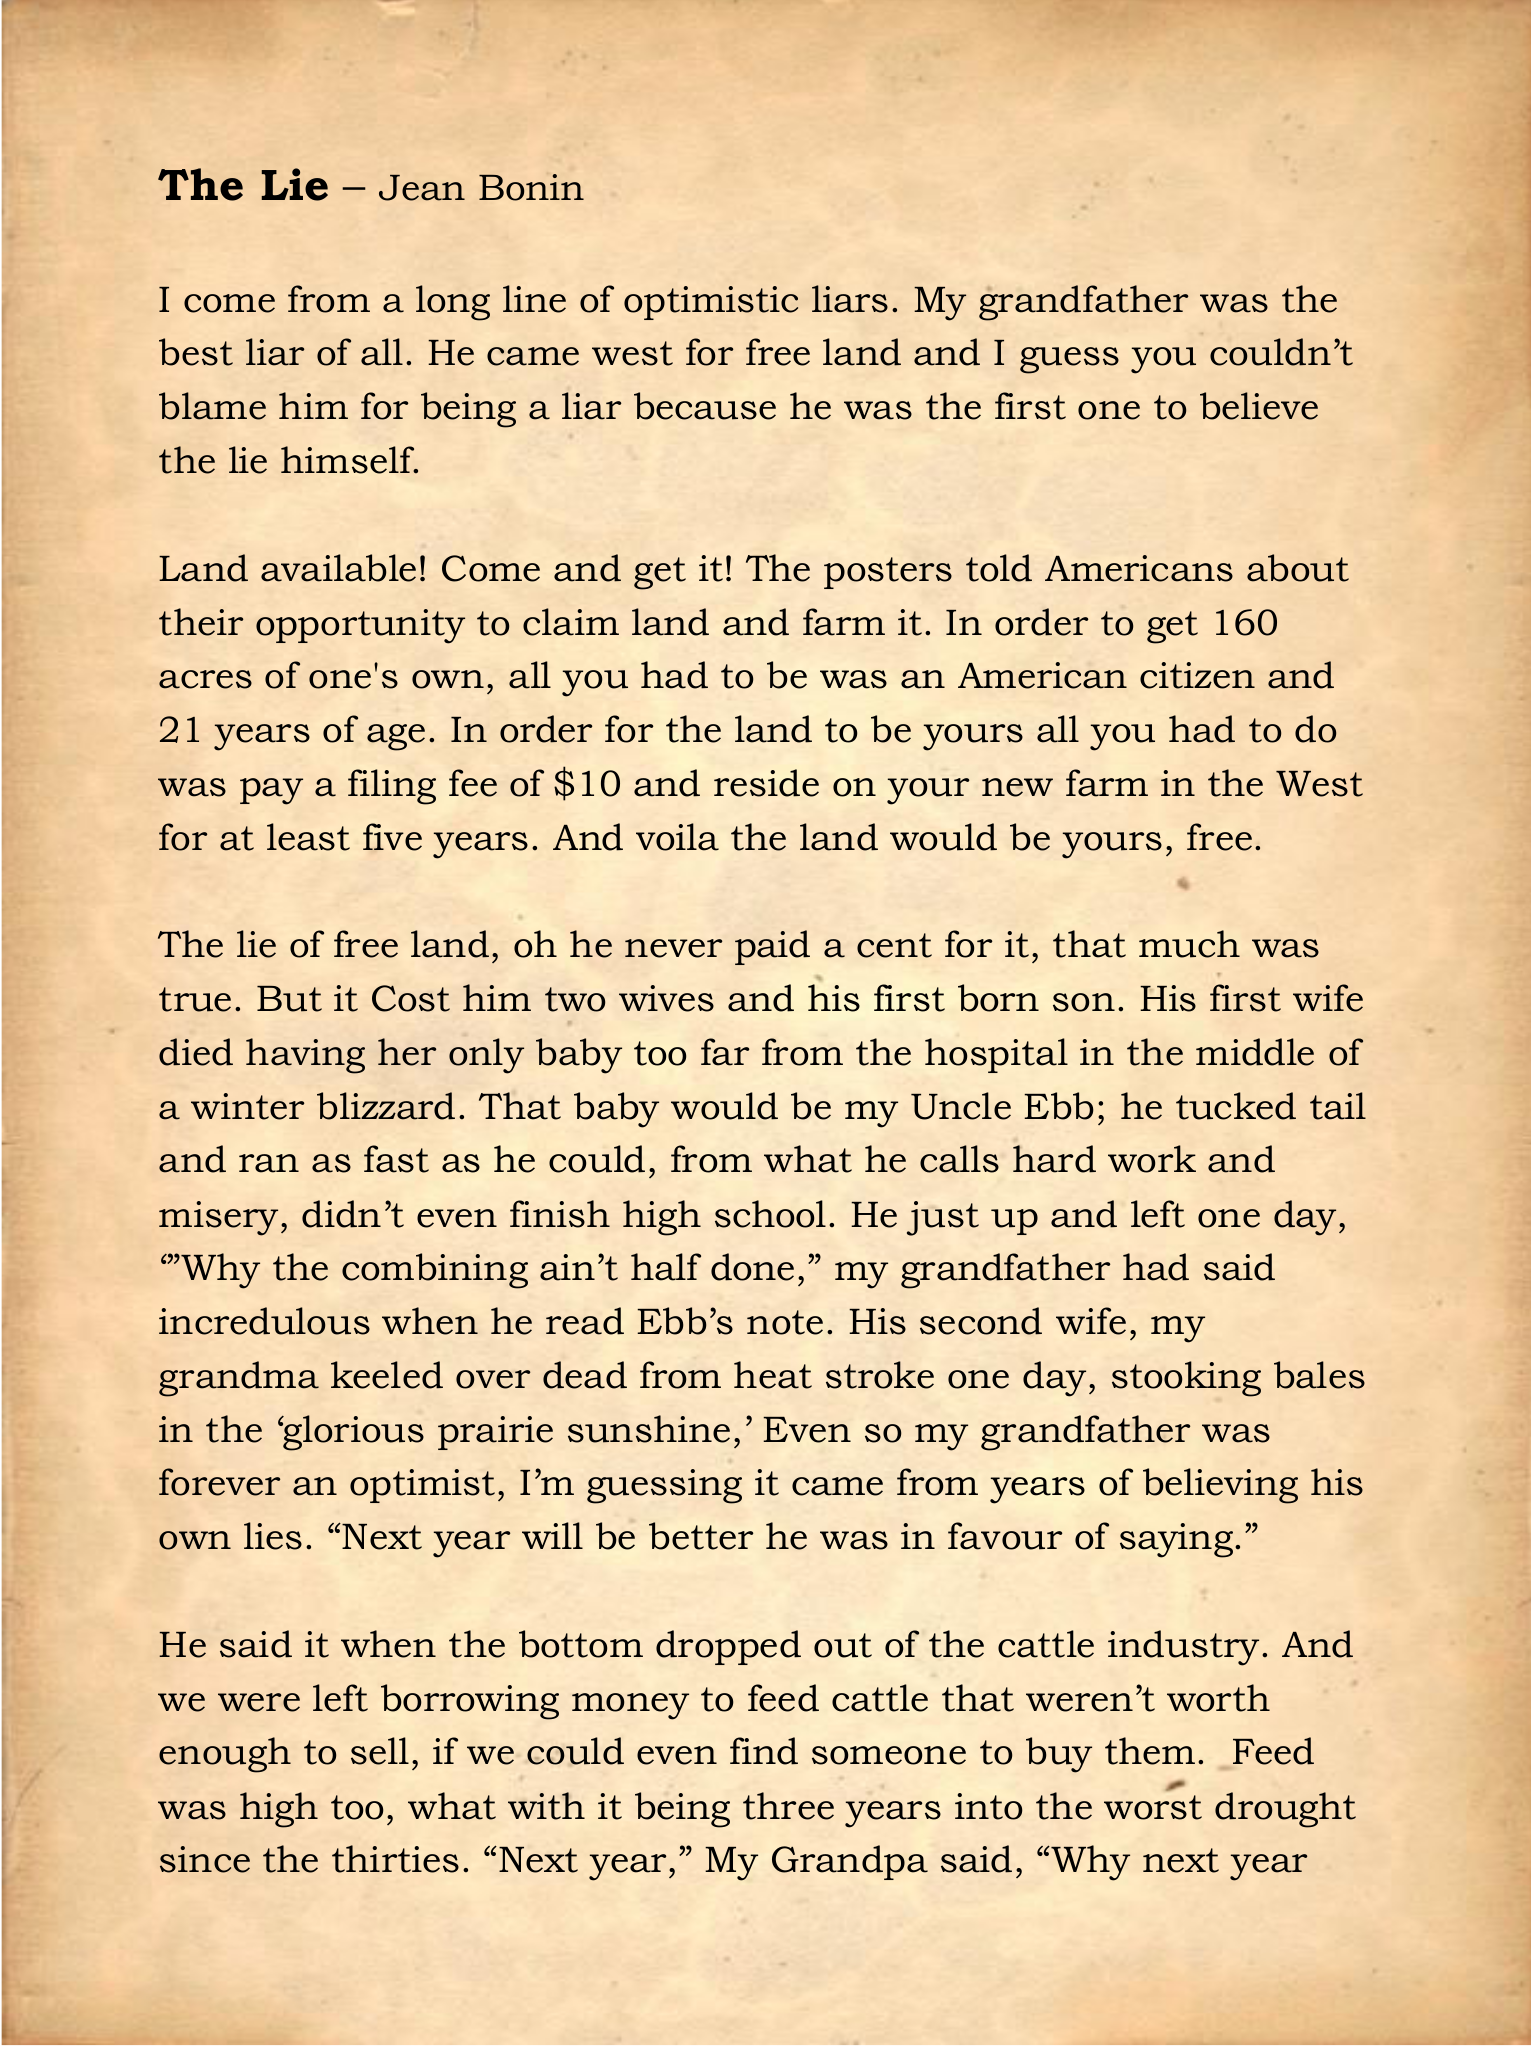 The Lie – Jean Bonin
I come from a long line of optimistic liars. My grandfather was the
best liar of all. He came west for free land and I guess you couldn’t
blame him for being a liar because he was the first one to believe
the lie himself.
Land available! Come and get it! The posters told Americans about
their opportunity to claim land and farm it. In order to get 160
acres of one's own, all you had to be was an American citizen and
21 years of age. In order for the land to be yours all you had to do
was pay a filing fee of $10 and reside on your new farm in the West
for at least five years. And voila the land would be yours, free.
The lie of free land, oh he never paid a cent for it, that much was
true. But it Cost him two wives and his first born son. His first wife
died having her only baby too far from the hospital in the middle of
a winter blizzard. That baby would be my Uncle Ebb; he tucked tail
and ran as fast as he could, from what he calls hard work and
misery, didn’t even finish high school. He just up and left one day,
‘”Why the combining ain’t half done,” my grandfather had said
incredulous when he read Ebb’s note. His second wife, my
grandma keeled over dead from heat stroke one day, stooking bales
in the ‘glorious prairie sunshine,’ Even so my grandfather was
forever an optimist, I’m guessing it came from years of believing his
own lies. “Next year will be better he was in favour of saying.”
He said it when the bottom dropped out of the cattle industry. And
we were left borrowing money to feed cattle that weren’t worth
enough to sell, if we could even find someone to buy them.  Feed
was high too, what with it being three years into the worst drought
since the thirties. “Next year,” My Grandpa said, “Why next year